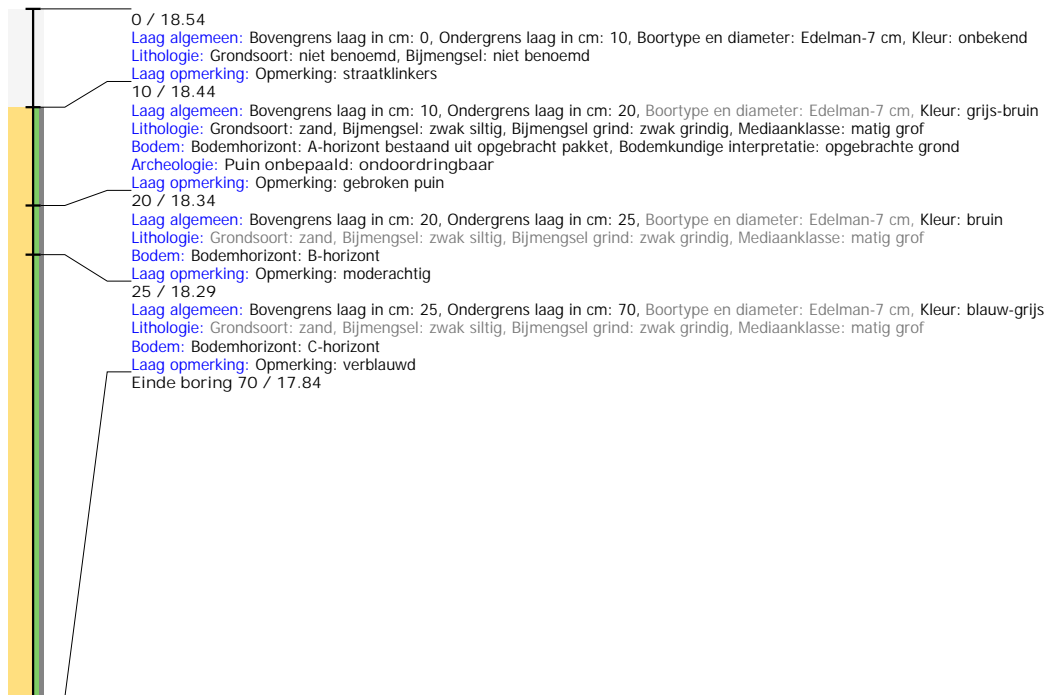 0 / 18.54
Laag algemeen: Bovengrens laag in cm: 0, Ondergrens laag in cm: 10, Boortype en diameter: Edelman-7 cm, Kleur: onbekend
Lithologie: Grondsoort: niet benoemd, Bijmengsel: niet benoemd
Laag opmerking: Opmerking: straatklinkers
10 / 18.44
Laag algemeen: Bovengrens laag in cm: 10, Ondergrens laag in cm: 20, Boortype en diameter: Edelman-7 cm, Kleur: grijs-bruin
Lithologie: Grondsoort: zand, Bijmengsel: zwak siltig, Bijmengsel grind: zwak grindig, Mediaanklasse: matig grof
Bodem: Bodemhorizont: A-horizont bestaand uit opgebracht pakket, Bodemkundige interpretatie: opgebrachte grond
Archeologie: Puin onbepaald: ondoordringbaar
Laag opmerking: Opmerking: gebroken puin
20 / 18.34
Laag algemeen: Bovengrens laag in cm: 20, Ondergrens laag in cm: 25, Boortype en diameter: Edelman-7 cm, Kleur: bruin
Lithologie: Grondsoort: zand, Bijmengsel: zwak siltig, Bijmengsel grind: zwak grindig, Mediaanklasse: matig grof
Bodem: Bodemhorizont: B-horizont
Laag opmerking: Opmerking: moderachtig
25 / 18.29
Laag algemeen: Bovengrens laag in cm: 25, Ondergrens laag in cm: 70, Boortype en diameter: Edelman-7 cm, Kleur: blauw-grijs
Lithologie: Grondsoort: zand, Bijmengsel: zwak siltig, Bijmengsel grind: zwak grindig, Mediaanklasse: matig grof
Bodem: Bodemhorizont: C-horizont
Laag opmerking: Opmerking: verblauwd
Einde boring 70 / 17.84